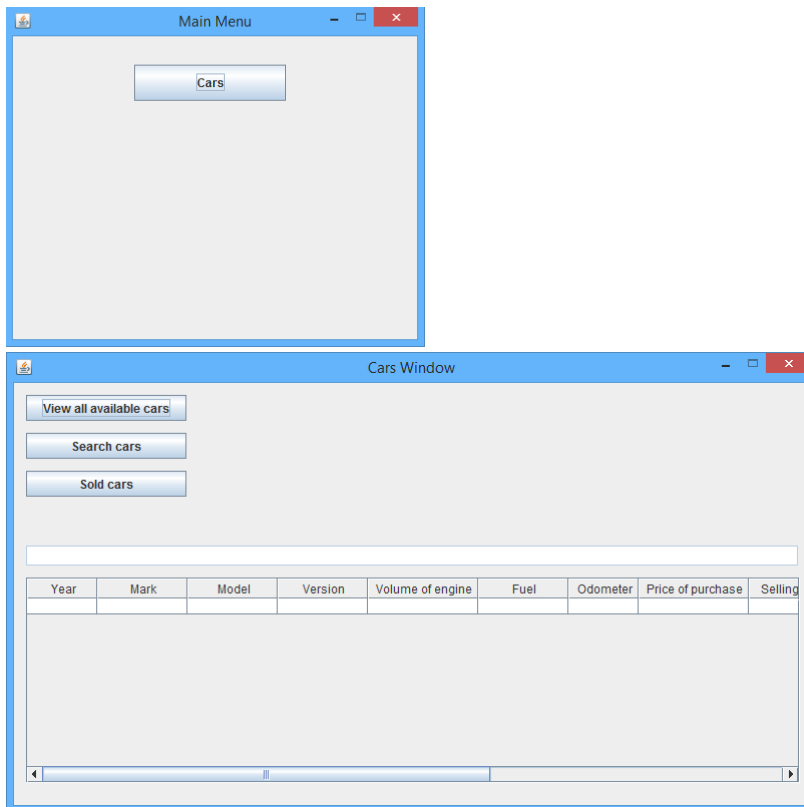 Main Menu
Cars
Cars Window
View all available cars
Search cars
Sold cars
Year Mark Model Version Volume of engine Fuel Odometer Price of purchase Selling